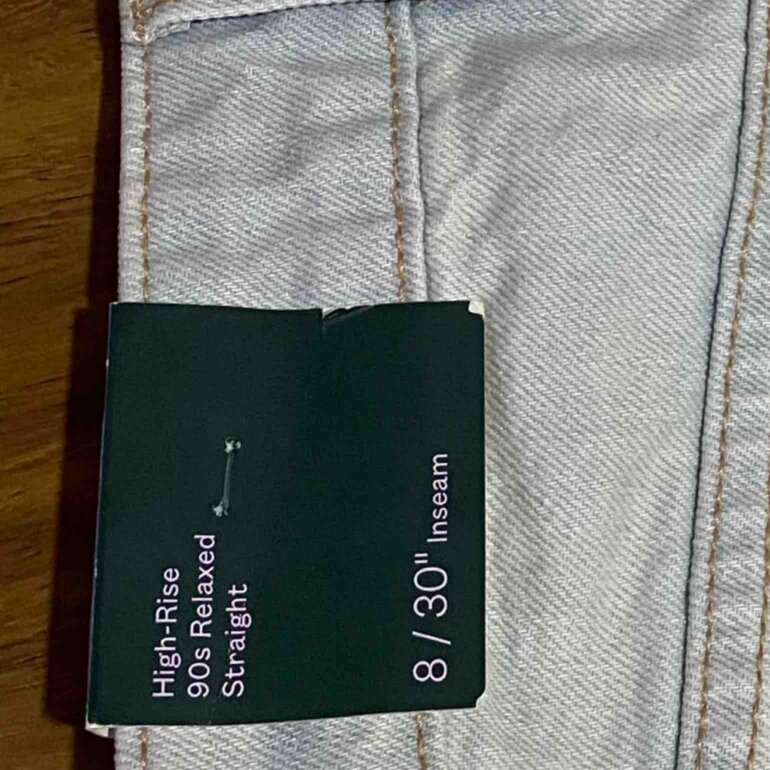 High-Rise
90s Relaxed
Straight
8 / 30" Inseam